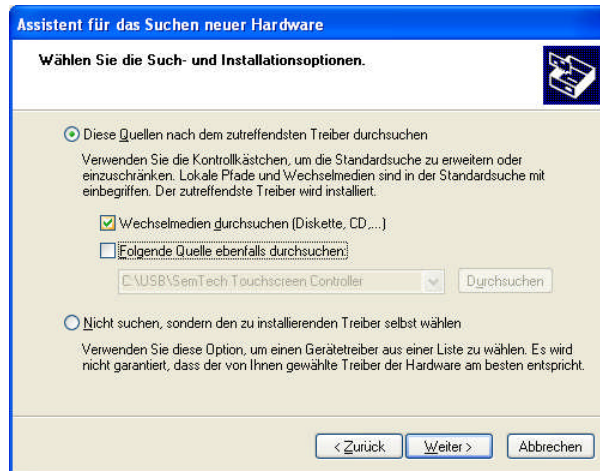 Assistent für das Suchen neuer Hardware
Wählen Sie die Such- und Installationsoptionen.
Diese Quellen nach dem zutreffendsten Treiber durchsuchen
Verwenden Sie die Kontrollkästchen, um die Standardsuche zu erweitern oder
einzuschränken. Lokale Pfade und Wechselmedien sind in der Standardsuche mit
einbegriffen. Der zutreffendste Treiber wird installiert.
Wechselmedien durchsuchen (Diskette, CD,...)
Folgende Quelle ebenfalls durchsuchen:
C:\USB\SemTech Touchscreen Controller
Durchsuchen
Nicht suchen, sondern den zu installierenden Treiber selbst wählen
Verwenden Sie diese Option, um einen Gerätetreiber aus einer Liste zu wählen. Es wird
nicht garantiert, dass der von Ihnen gewählte Treiber der Hardware am besten entspricht.
< Zurück Weiter > Abbrechen